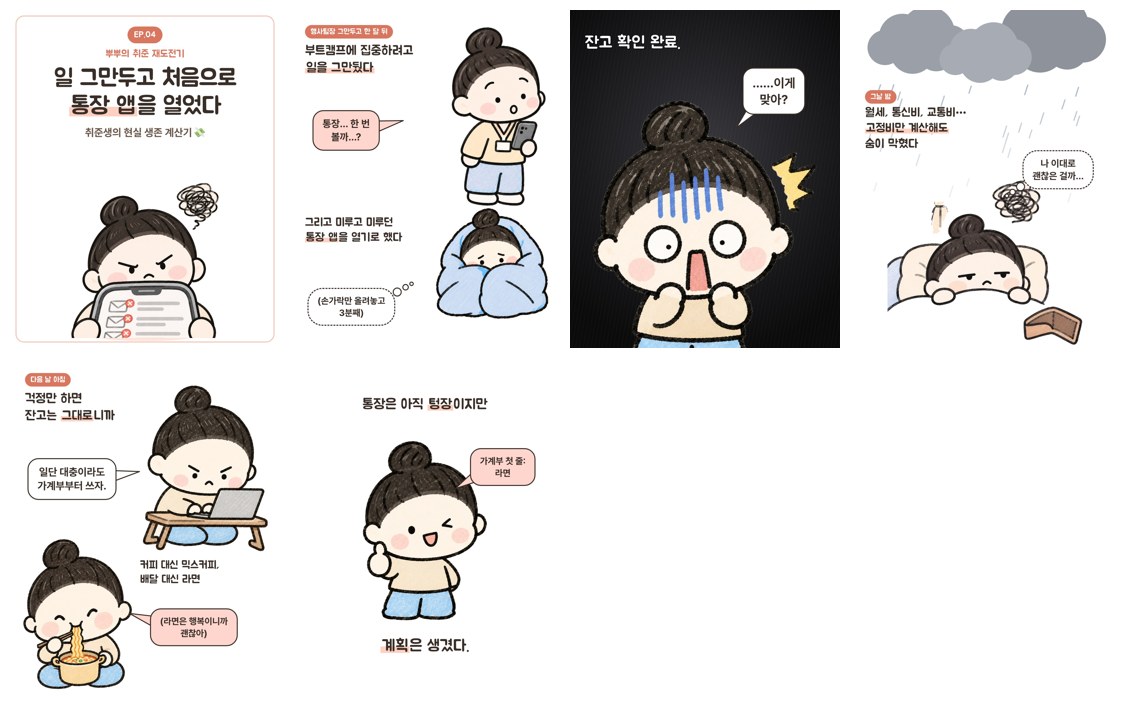 EP.04
뿌뿌의 취준 재도전기
일 그만두고 처음으로
통장 앱을 열었다
취준생의 현실 생존 계산기 💸
행사팀장 그만두고 한 달 뒤
부트캠프에 집중하려고
일을 그만뒀다
통장... 한 번
볼까...?
그리고 미루고 미루던
통장 앱을 열기로 했다
(손가락만 올려놓고
3분째)
잔고 확인 완료.
......이게
맞아?
그날 밤
월세, 통신비, 교통비…
고정비만 계산해도
숨이 막혔다
나 이대로
괜찮은 걸까...
다음 날 아침
걱정만 하면
잔고는 그대로니까
일단 대충이라도
가계부부터 쓰자.
커피 대신 믹스커피,
배달 대신 라면
(라면은 행복이니까
괜찮아)
통장은 아직 텅장이지만
가계부 첫 줄:
라면
계획은 생겼다.